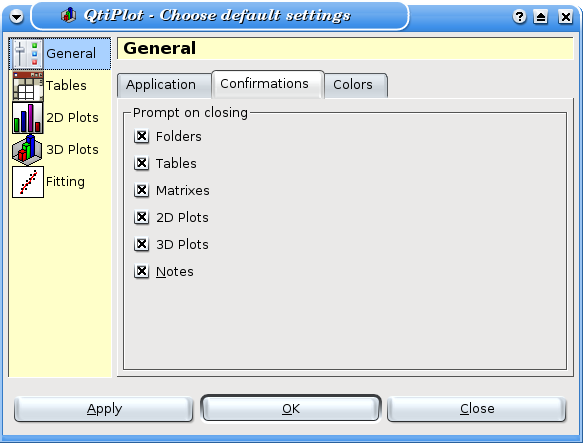 QtiPlot - Choose default settings
?
General
Tables
2D Plots
3D Plots
Fitting
General
Application Confirmations Colors
Prompt on closing
Folders
Tables
Matrixes
2D Plots
3D Plots
Notes
Apply OK Close